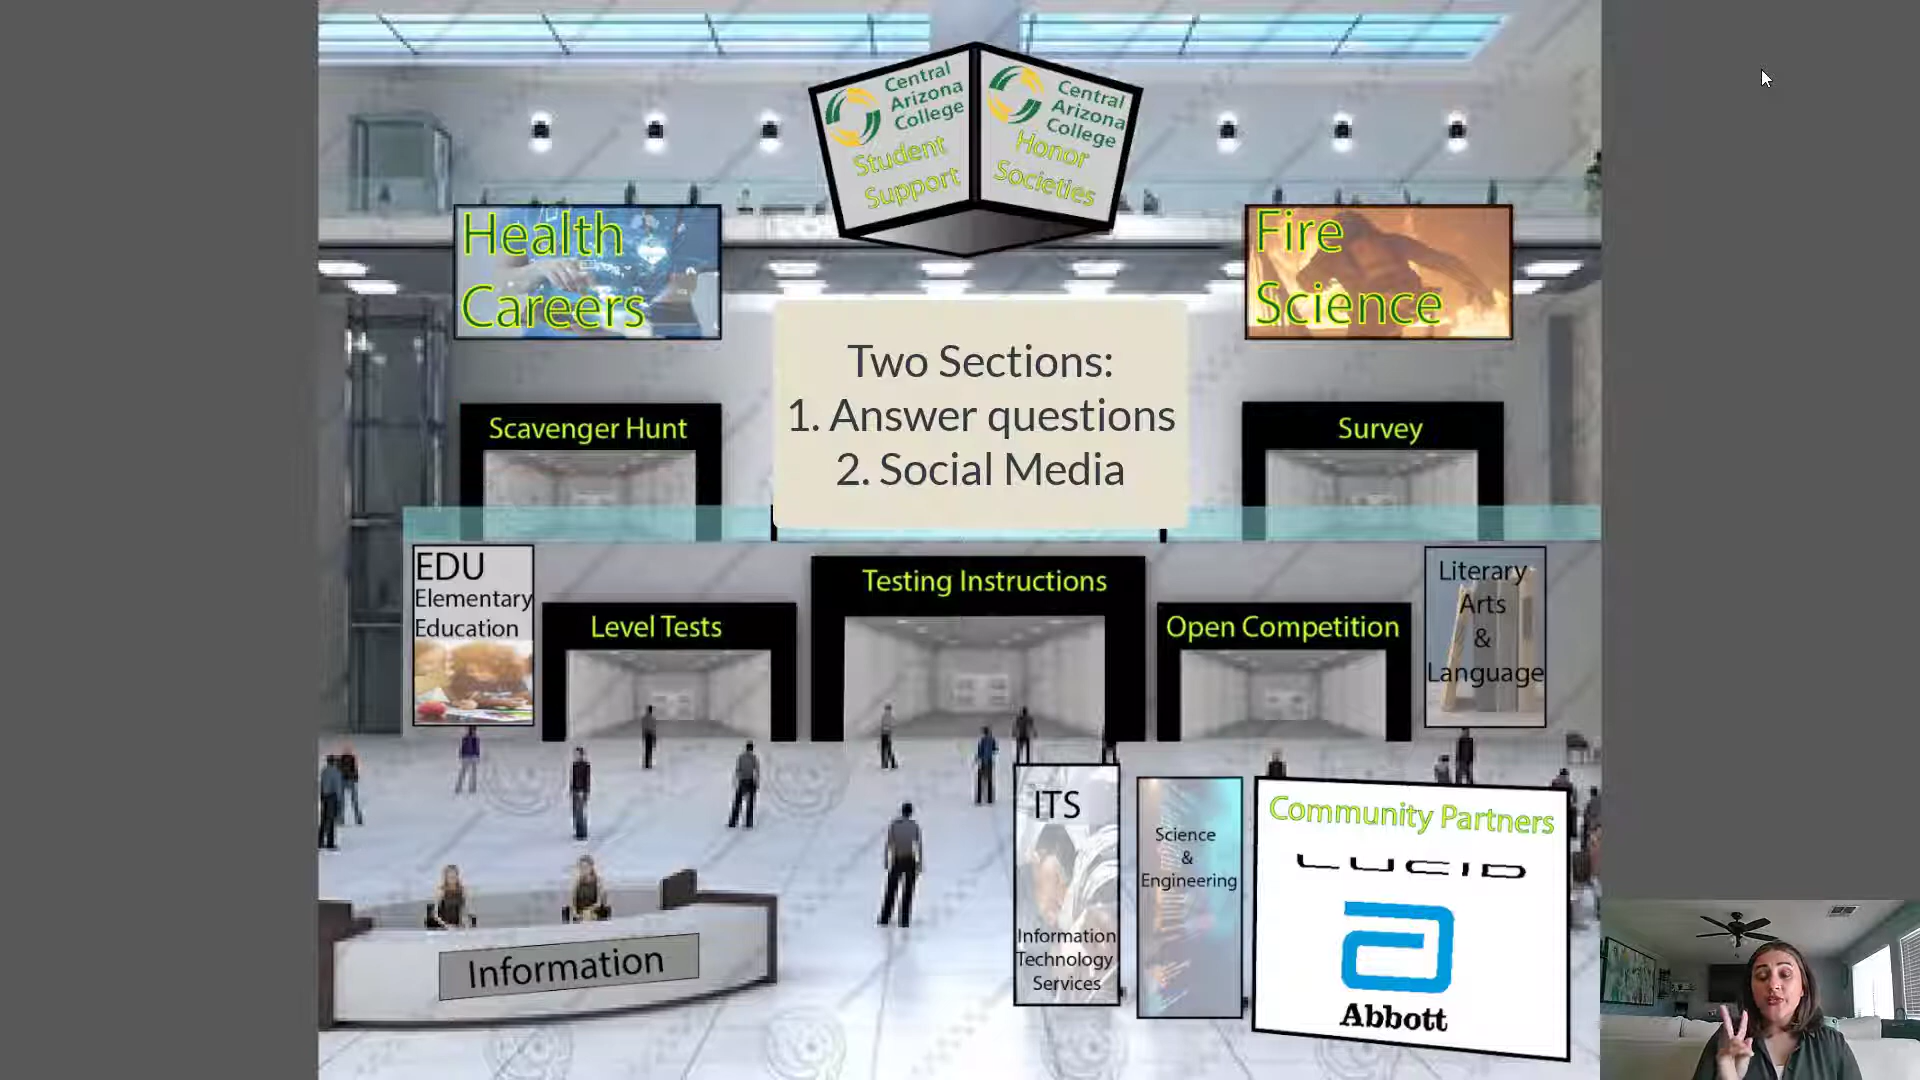 Central
Arizona
College
Student
Support
Central
Arizona
College
Honor
Societies
Health
Careers
Fire
Science
Two Sections:
1. Answer questions
2. Social Media
Scavenger Hunt
Survey
EDU
Elementary
Education
Level Tests
Testing Instructions
Open Competition
Literary
Arts
&
Language
ITS
Information
Technology
Services
Science
&
Engineering
Community Partners
LUCID
Abbott
Information